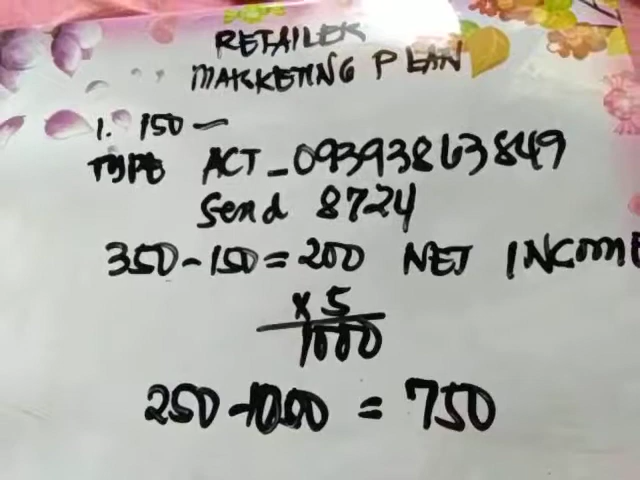 RETAILER
MARKETING PLAN
1. 150 —
TYPE ACT_09393863849
Send 8724
350-150=200 NET INCOME
x 5
1000
250-1000 = 750